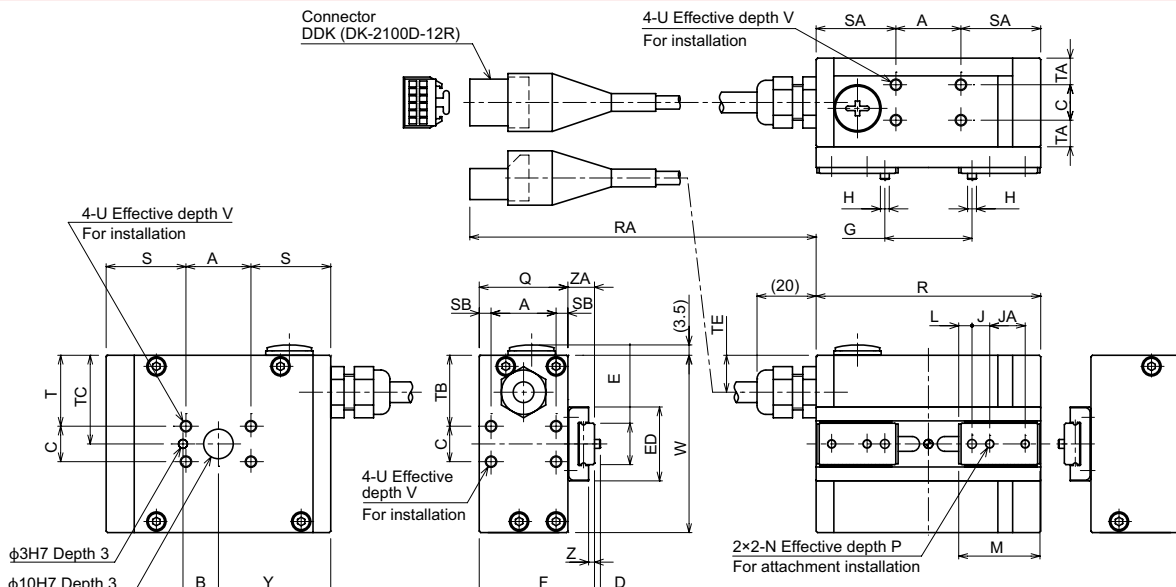 Connector
DDK (DK-2100D-12R)
4-U Effective depth V
For installation
SA
A
SA
TA
C
TA
H
H
G
RA
4-U Effective depth V
For installation
S
A
S
T
TC
C
φ3H7 Depth 3
φ10H7 Depth 3
B
Y
Q
ZA
SB
A
SB
(3.5)
TB
C
E
ED
W
4-U Effective
depth V
For installation
Z
F
D
(20)
R
TE
L
J
JA
2×2-N Effective depth P
For attachment installation
M